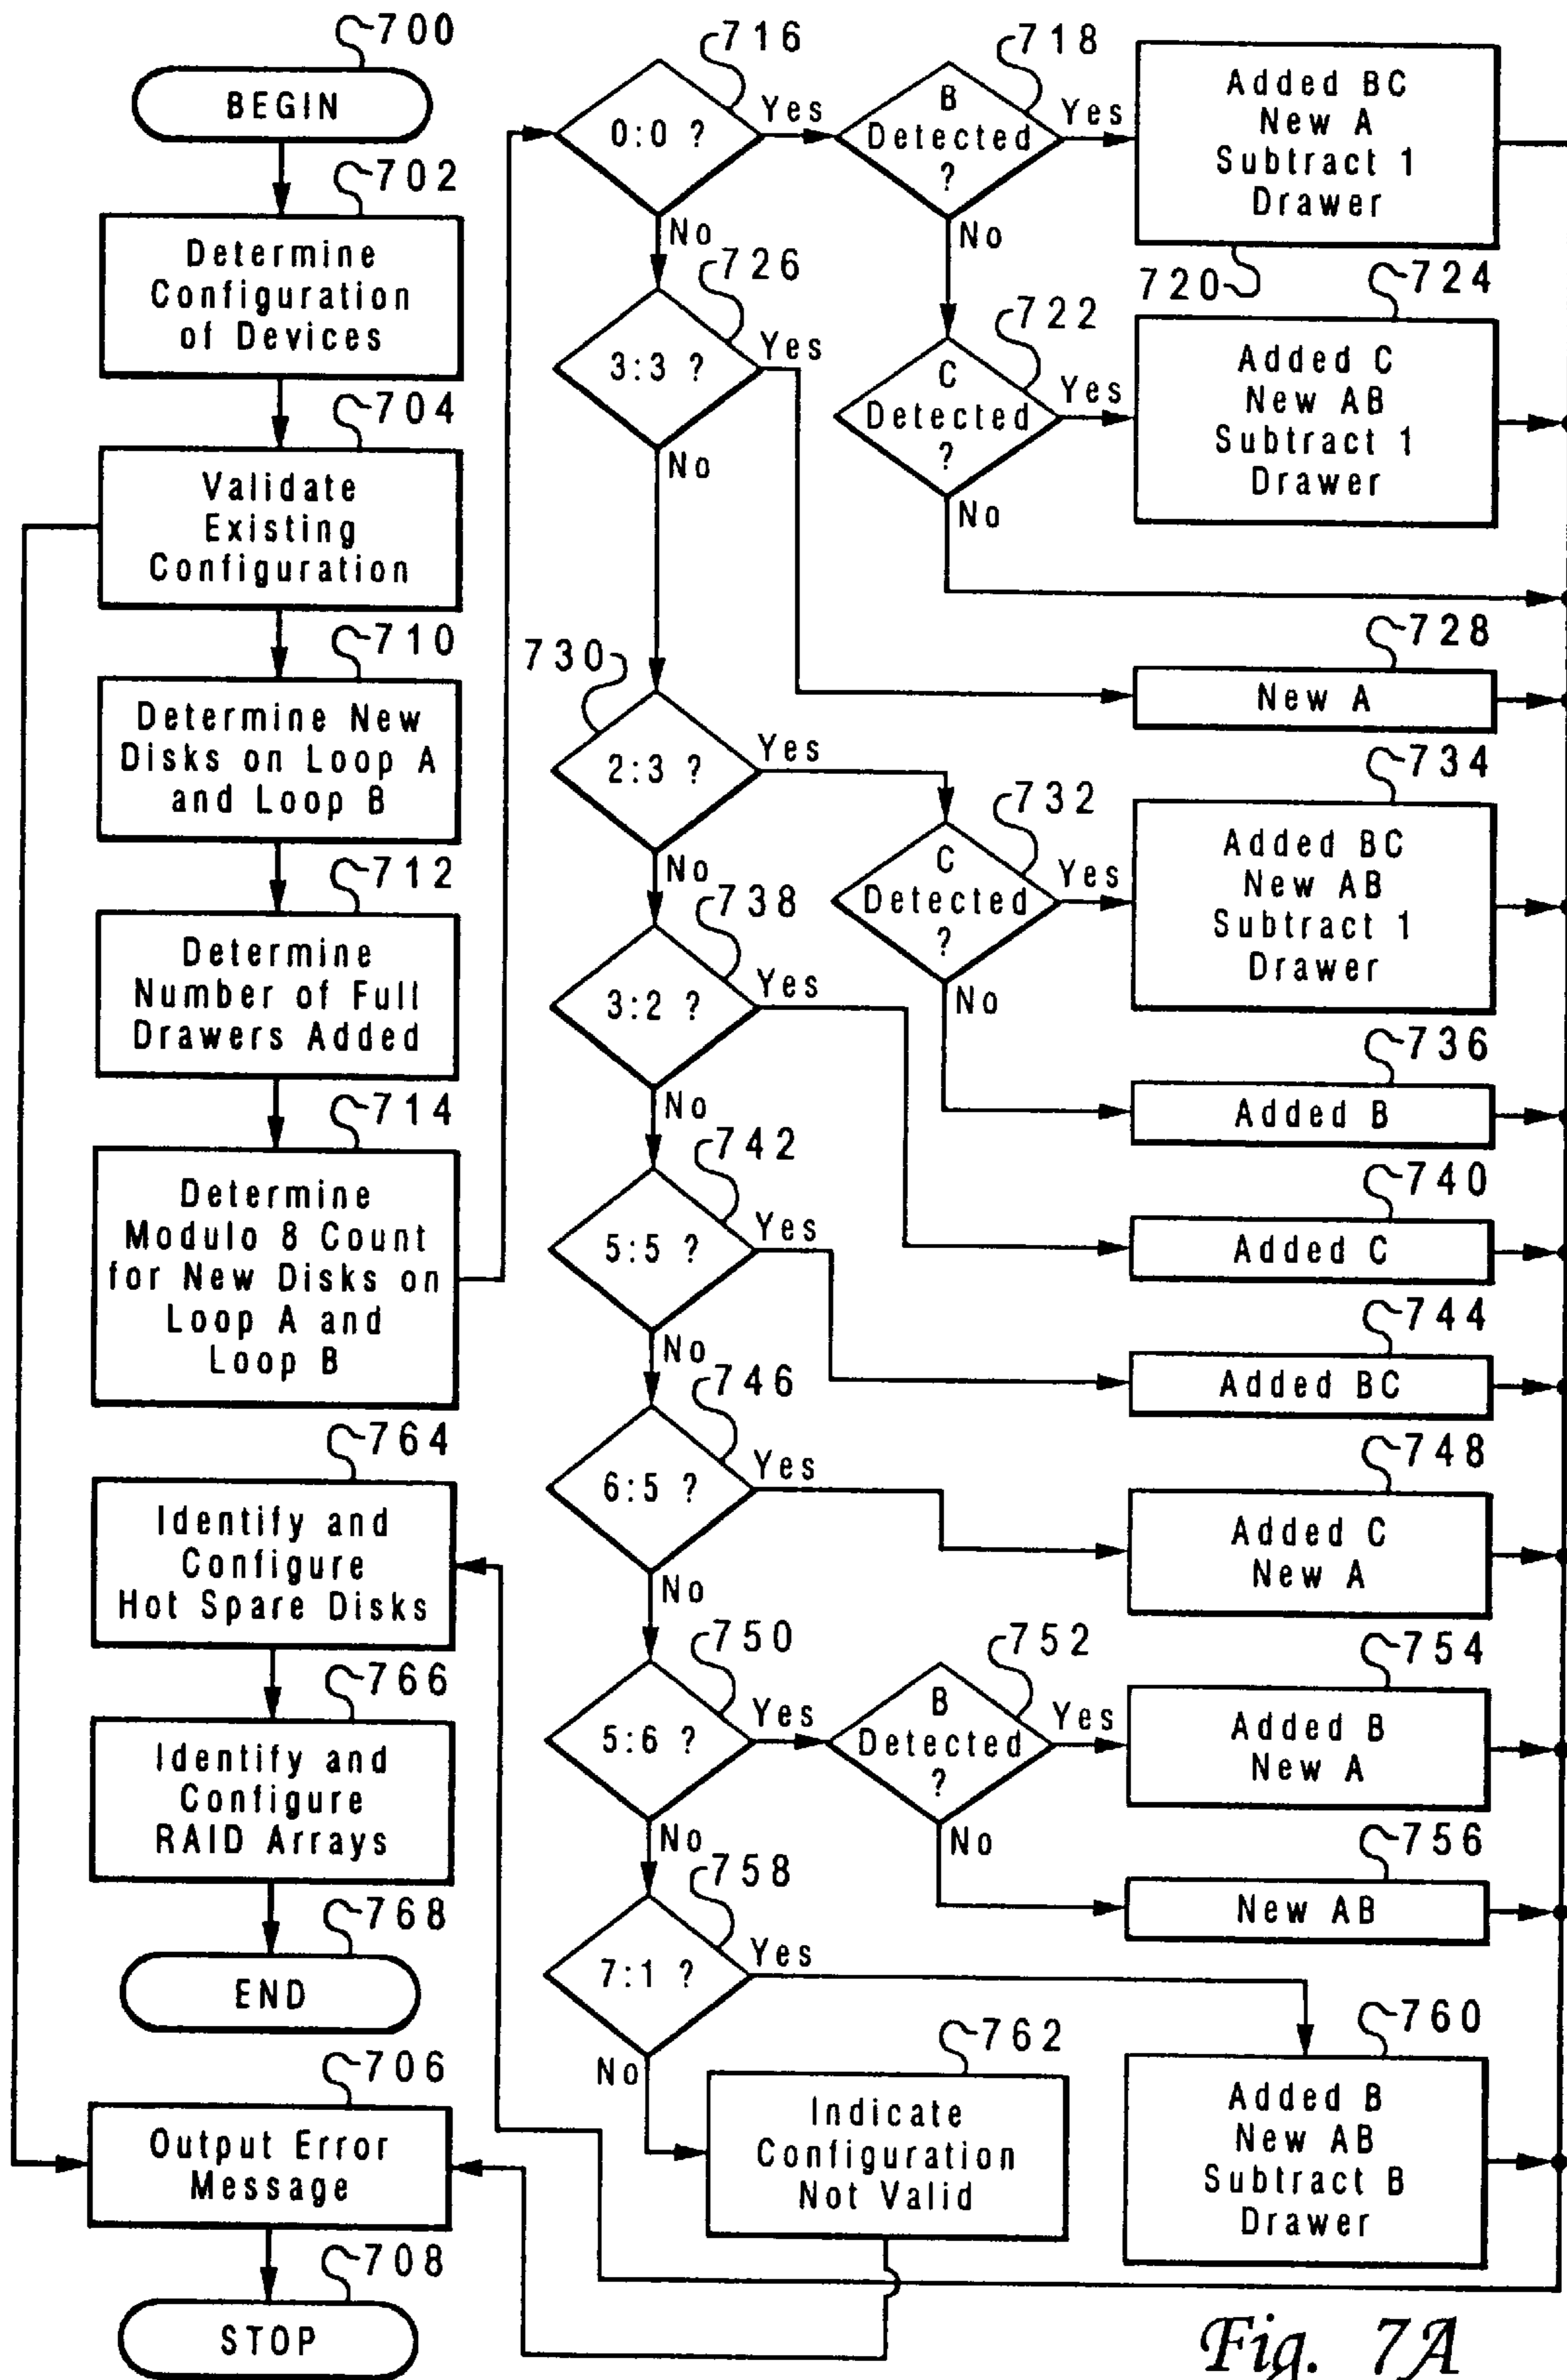 700
BEGIN
702
Determine
Configuration
of Devices
704
Validate
Existing
Configuration
710
Determine New
Disks on Loop A
and Loop B
712
Determine
Number of Full
Drawers Added
714
Determine
Modulo 8 Count
for New Disks on
Loop A and
Loop B
764
Identify and
Configure
Hot Spare Disks
766
Identify and
Configure
RAID Arrays
768
END
706
Output Error
Message
708
STOP
716
0:0 ?
Yes
No
718
B
Detected
?
Yes
No
Added BC
New A
Subtract 1
Drawer
720
722
C
Detected
?
Yes
No
724
Added C
New AB
Subtract 1
Drawer
726
3:3 ?
Yes
No
728
New A
730
2:3 ?
Yes
No
732
C
Detected
?
Yes
No
734
Added BC
New AB
Subtract 1
Drawer
736
Added B
738
3:2 ?
Yes
No
740
Added C
742
5:5 ?
Yes
No
744
Added BC
746
6:5 ?
Yes
No
748
Added C
New A
750
5:6 ?
Yes
No
752
B
Detected
?
Yes
No
754
Added B
New A
756
New AB
758
7:1 ?
Yes
No
760
Added B
New AB
Subtract B
Drawer
762
Indicate
Configuration
Not Valid
Fig. 7A